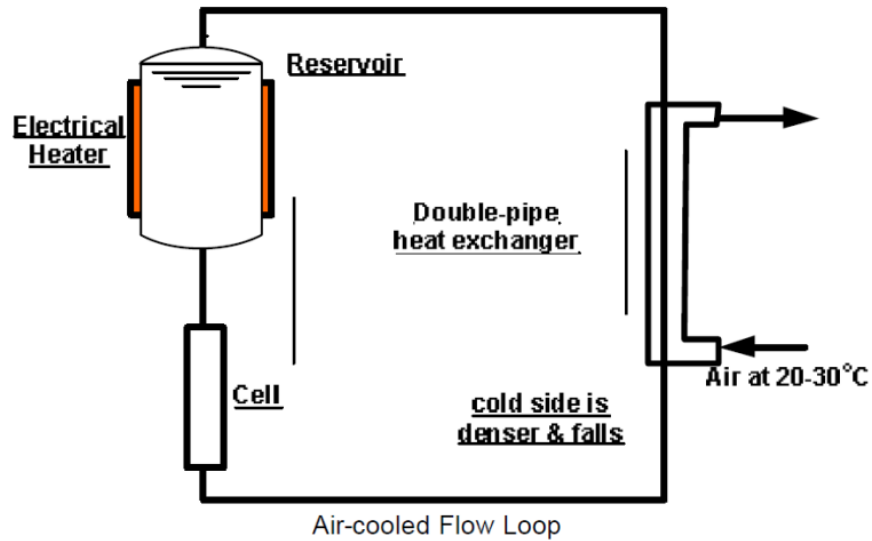 Reservoir
Electrical
Heater
Double-pipe
heat exchanger
Air at 20-30°C
Cell
cold side is
denser & falls
Air-cooled Flow Loop